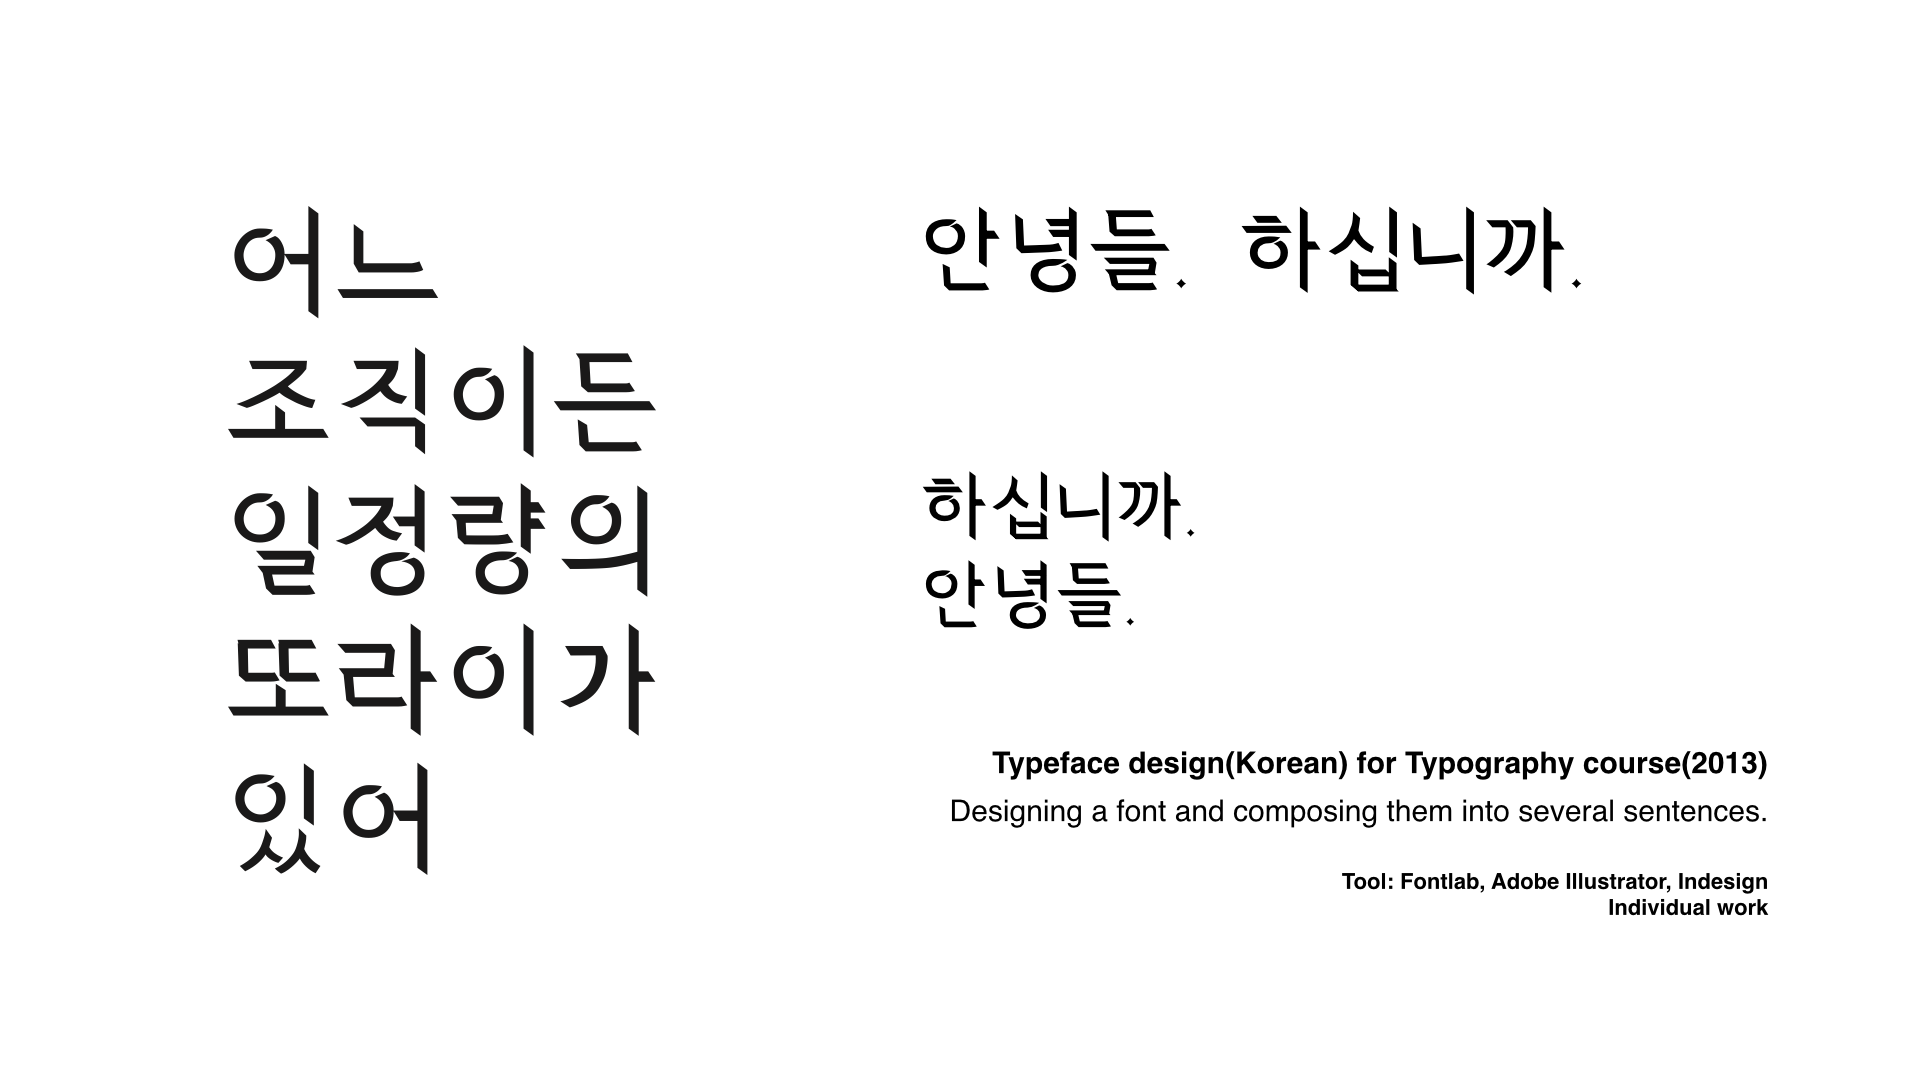 어느
조직이든
일정량의
또라이가
있어
안녕들. 하십니까.
하십니까.
안녕들.
Typeface design(Korean) for Typography course(2013)
Designing a font and composing them into several sentences.
Tool: Fontlab, Adobe Illustrator, Indesign
Individual work